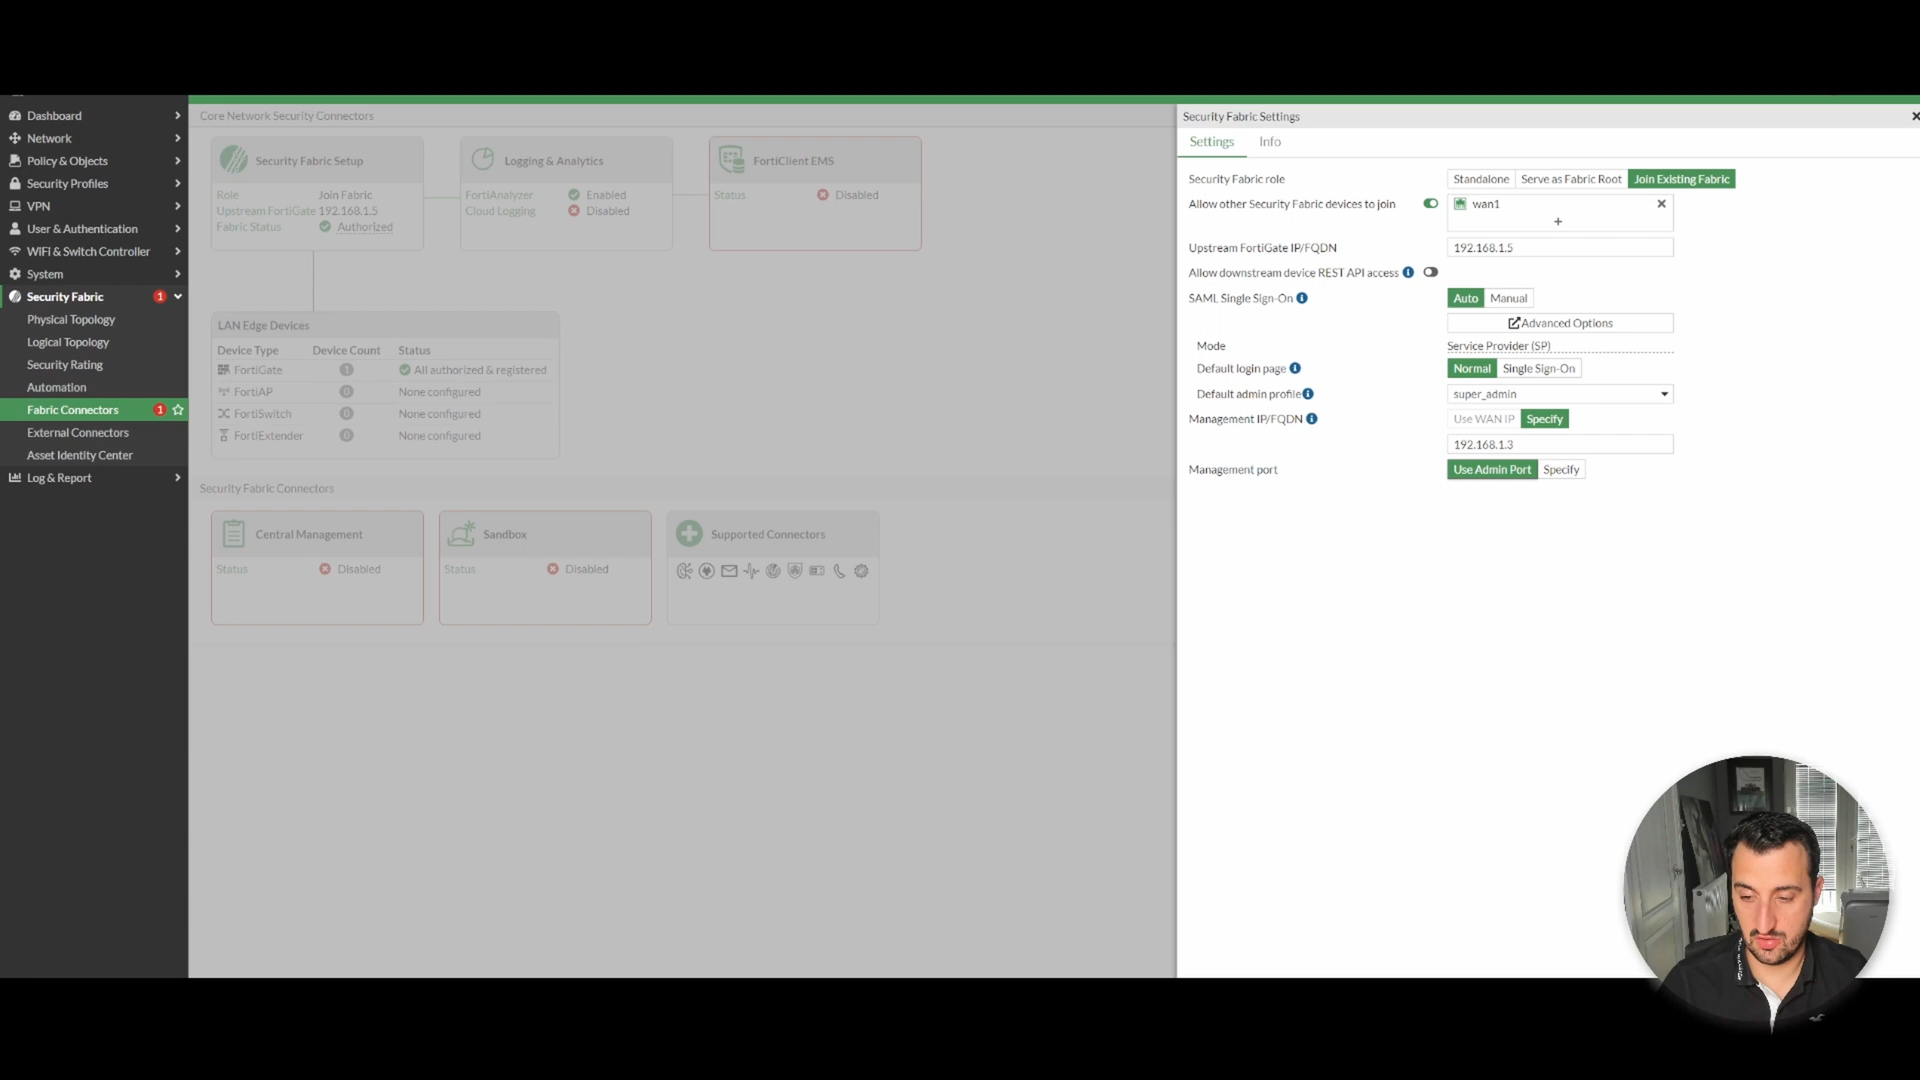 Dashboard
Network
Policy & Objects
Security Profiles
VPN
User & Authentication
WiFi & Switch Controller
System
Security Fabric 1
Physical Topology
Logical Topology
Security Rating
Automation
Fabric Connectors 1
External Connectors
Asset Identity Center
Log & Report
Core Network Security Connectors
Security Fabric Setup
Role Join Fabric
Upstream FortiGate 192.168.1.5
Fabric Status Authorized
Logging & Analytics
FortiAnalyzer Enabled
Cloud Logging Disabled
FortiClient EMS
Status Disabled
LAN Edge Devices
Device Type Device Count Status
FortiGate 1 All authorized & registered
FortiAP 0 None configured
FortiSwitch 0 None configured
FortiExtender 0 None configured
Security Fabric Connectors
Central Management
Status Disabled
Sandbox
Status Disabled
Supported Connectors
Security Fabric Settings
Settings Info
Security Fabric role Standalone Serve as Fabric Root Join Existing Fabric
Allow other Security Fabric devices to join wan1
+
Upstream FortiGate IP/FQDN 192.168.1.5
Allow downstream device REST API access
SAML Single Sign-On Auto Manual
Advanced Options
Mode Service Provider (SP)
Default login page Normal Single Sign-On
Default admin profile super_admin
Management IP/FQDN Use WAN IP Specify
192.168.1.3
Management port Use Admin Port Specify